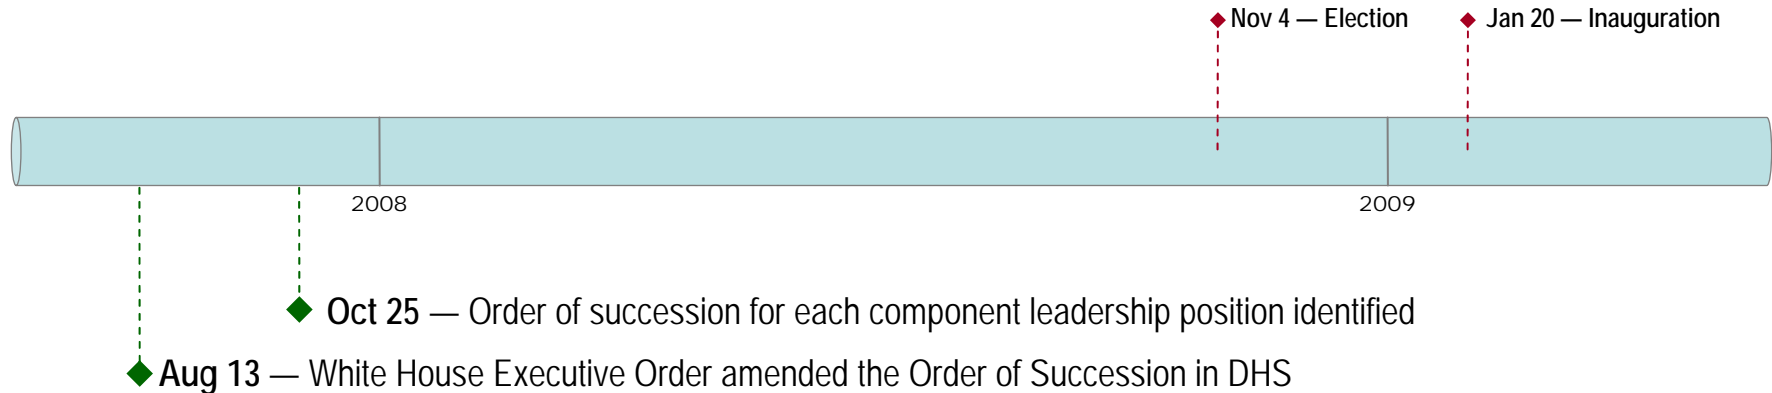 Nov 4 — Election
Jan 20 — Inauguration
2008
2009
Oct 25 — Order of succession for each component leadership position identified
Aug 13 — White House Executive Order amended the Order of Succession in DHS